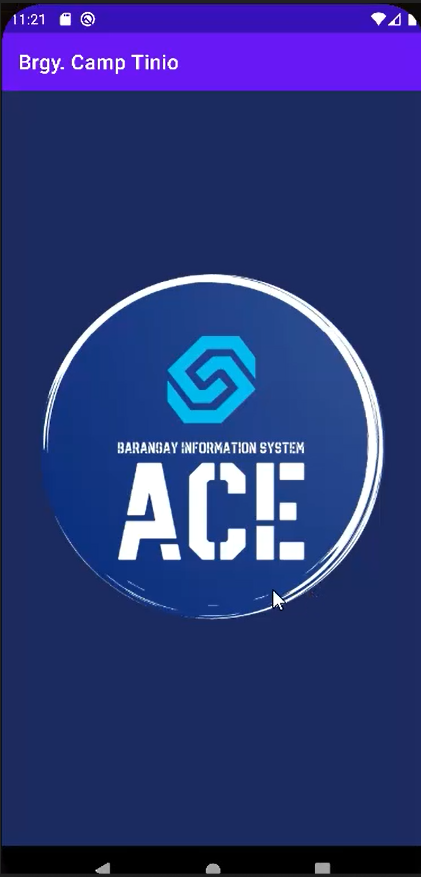 11:21
Brgy. Camp Tinio
BARANGAY INFORMATION SYSTEM
ACE